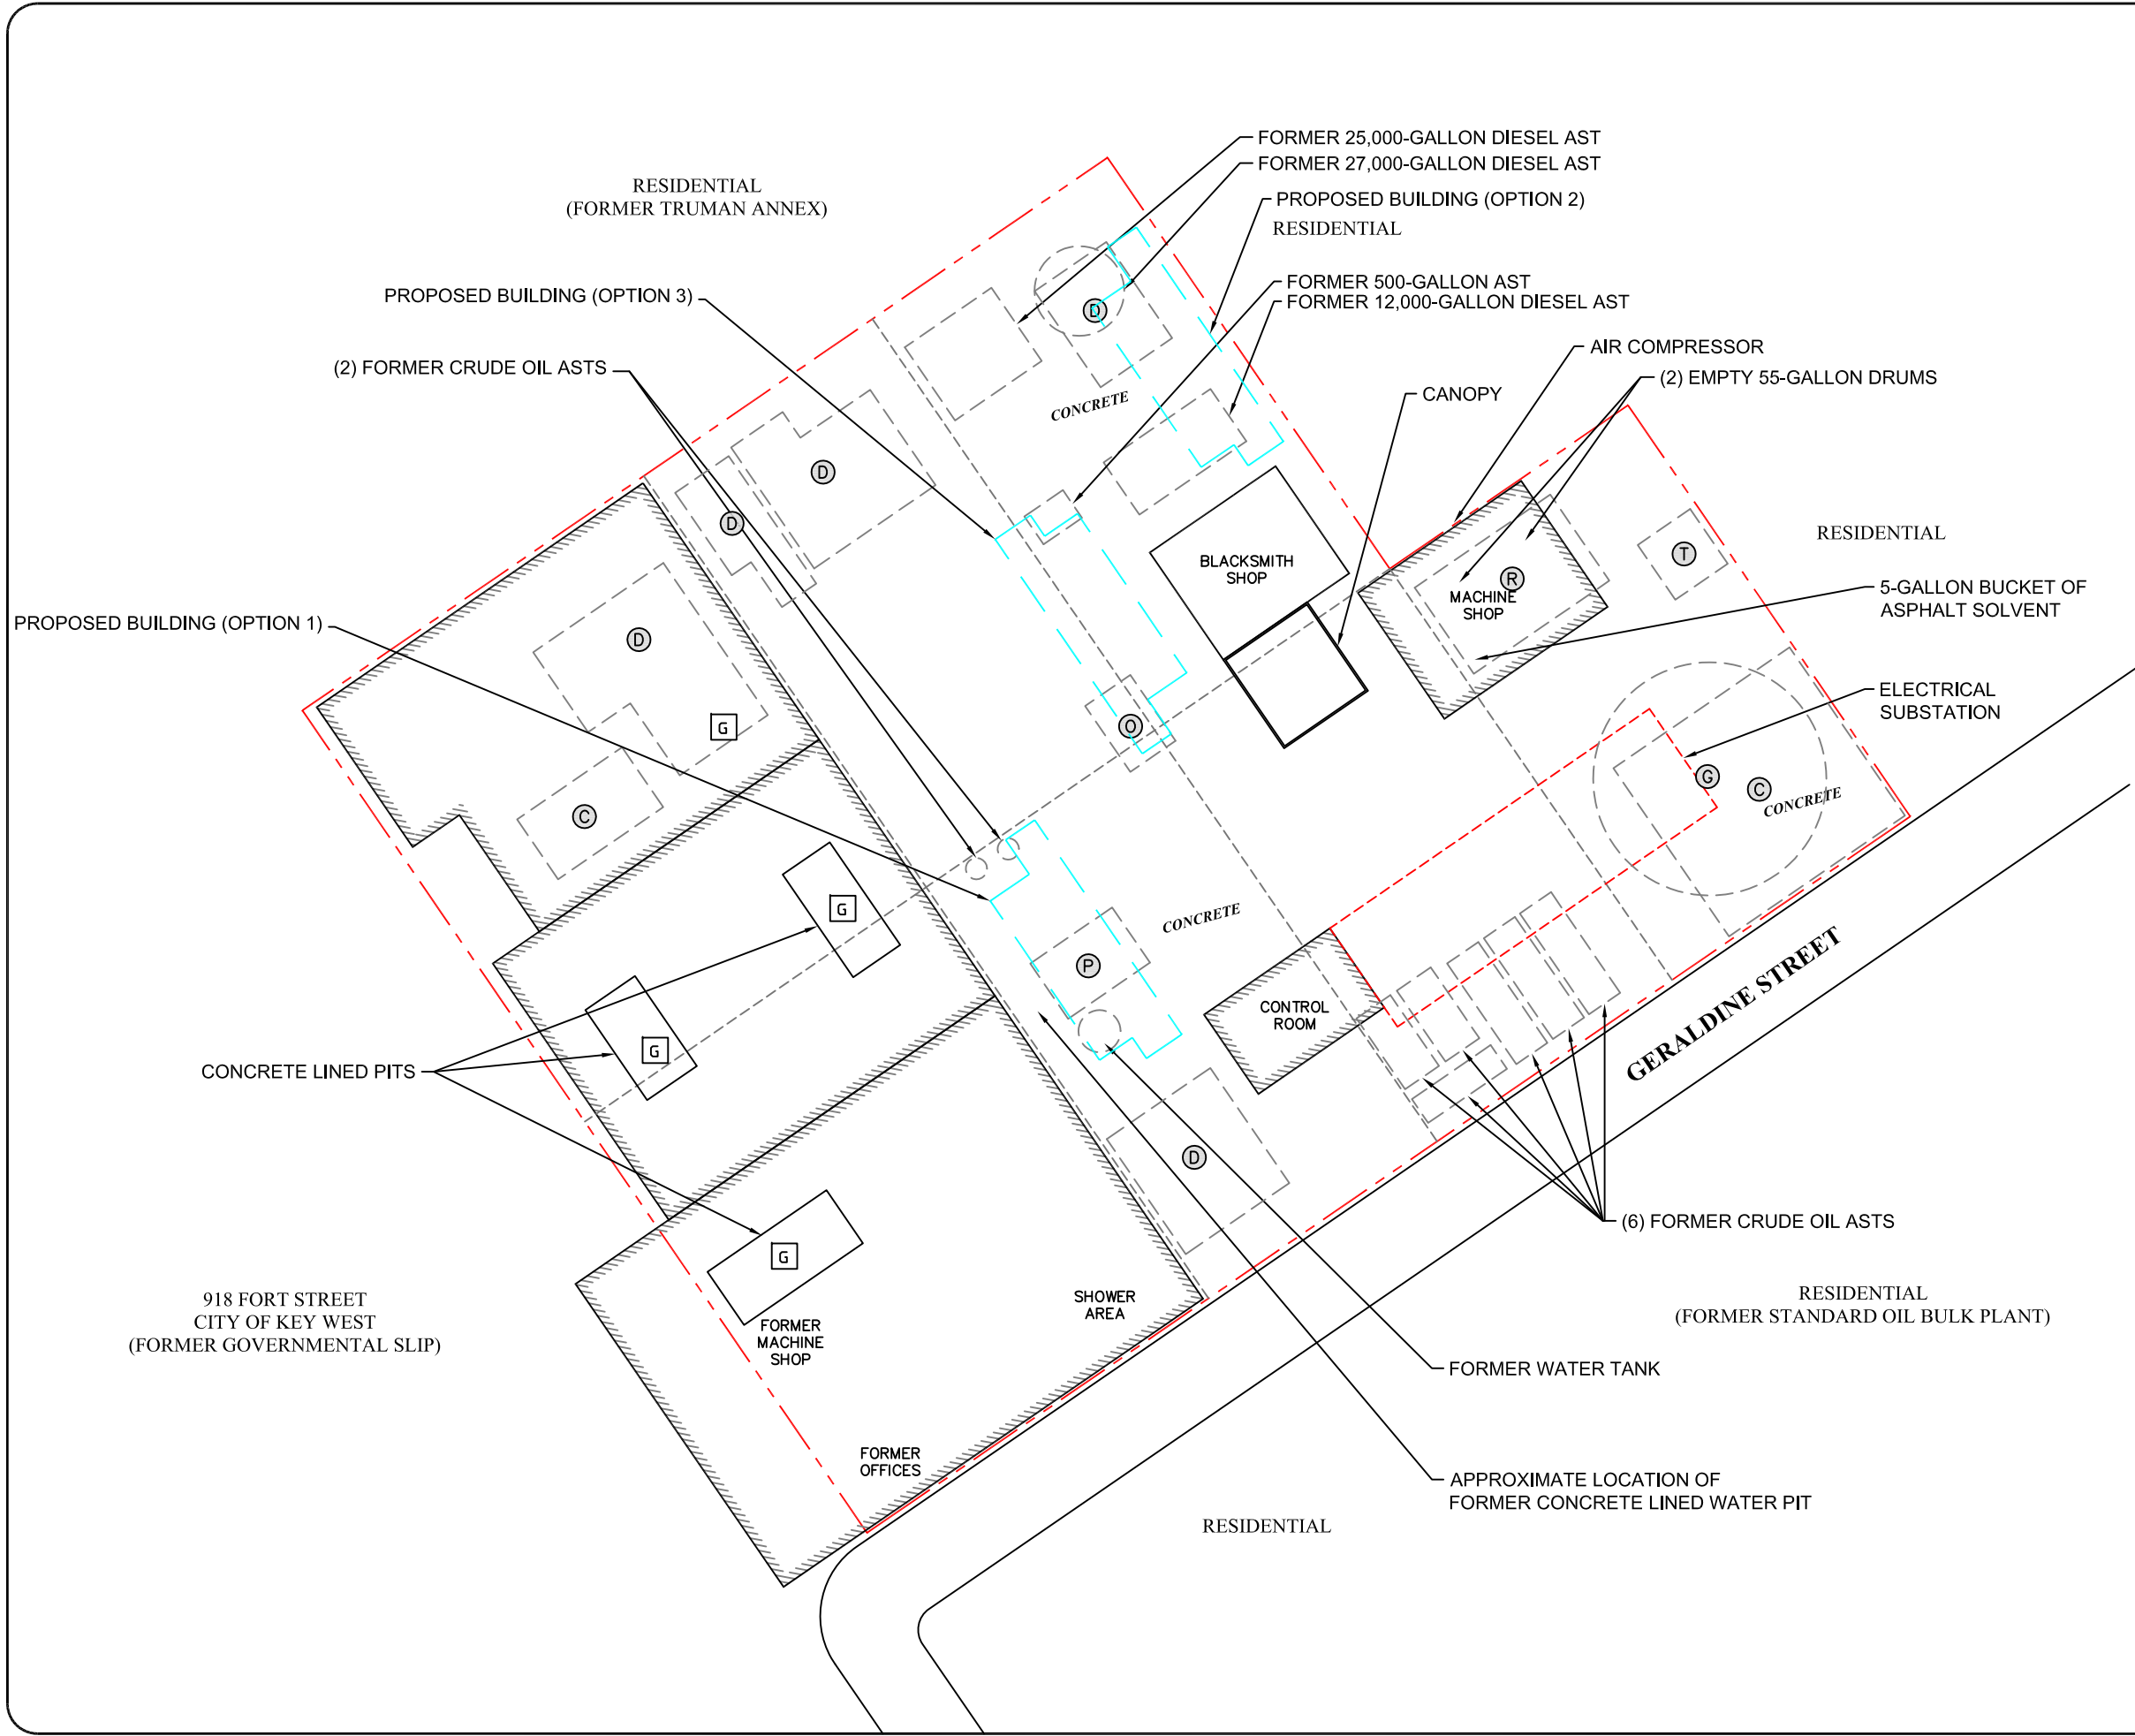 FORMER 25,000-GALLON DIESEL AST
FORMER 27,000-GALLON DIESEL AST
RESIDENTIAL
(FORMER TRUMAN ANNEX)
PROPOSED BUILDING (OPTION 2)
RESIDENTIAL
FORMER 500-GALLON AST
FORMER 12,000-GALLON DIESEL AST
PROPOSED BUILDING (OPTION 3)
D
AIR COMPRESSOR
(2) FORMER CRUDE OIL ASTS
(2) EMPTY 55-GALLON DRUMS
CANOPY
CONCRETE
D
D
RESIDENTIAL
T
BLACKSMITH
SHOP
R
MACHINE
SHOP
5-GALLON BUCKET OF
ASPHALT SOLVENT
PROPOSED BUILDING (OPTION 1)
D
ELECTRICAL
SUBSTATION
G
O
G
C
CONCRETE
C
G
CONCRETE
P
CONTROL
ROOM
GERALDINE STREET
G
CONCRETE LINED PITS
D
(6) FORMER CRUDE OIL ASTS
G
918 FORT STREET
CITY OF KEY WEST
(FORMER GOVERNMENTAL SLIP)
SHOWER
AREA
RESIDENTIAL
(FORMER STANDARD OIL BULK PLANT)
FORMER
MACHINE
SHOP
FORMER WATER TANK
FORMER
OFFICES
APPROXIMATE LOCATION OF
FORMER CONCRETE LINED WATER PIT
RESIDENTIAL